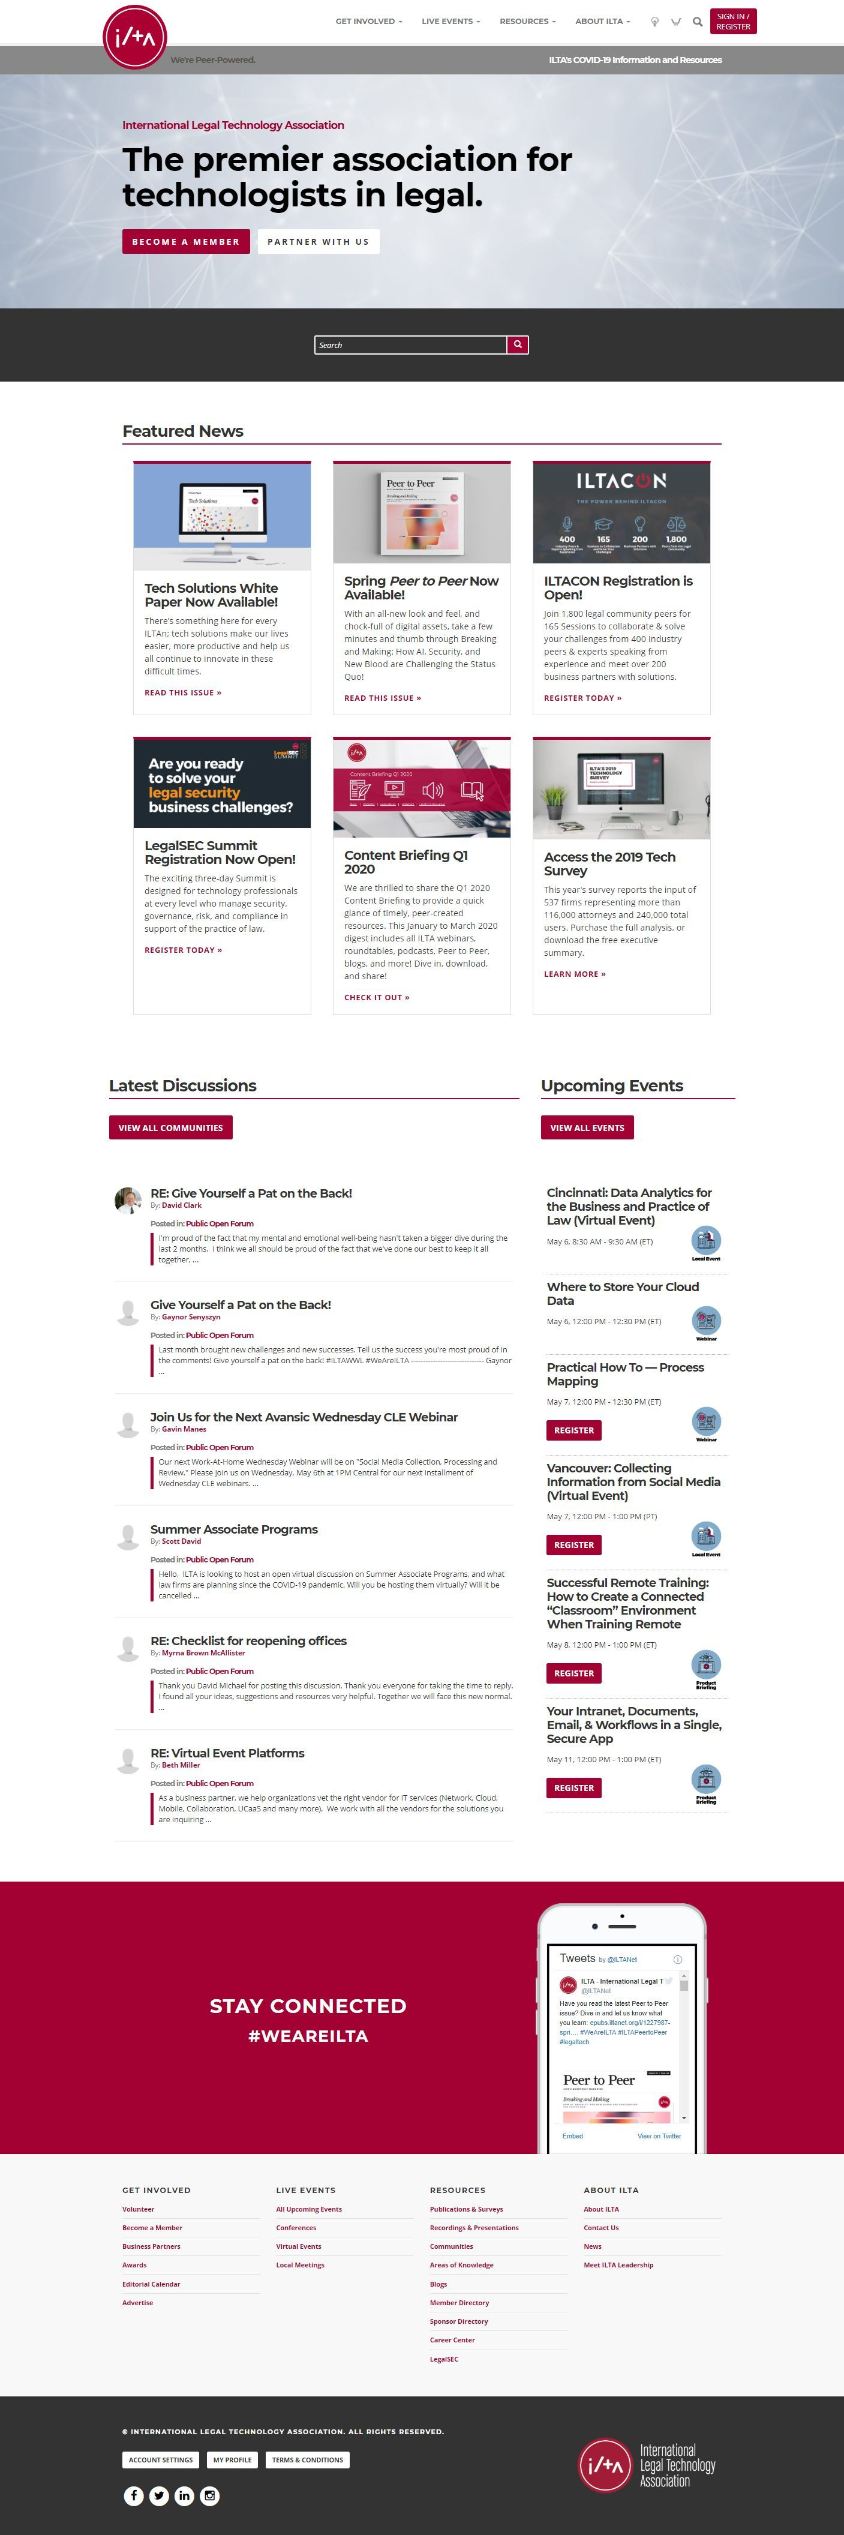 GET INVOLVED
LIVE EVENTS
RESOURCES
ABOUT ILTA
SIGN IN /
REGISTER
We're Peer-Powered.
ILTA's COVID-19 Information and Resources
International Legal Technology Association
The premier association for
technologists in legal.
BECOME A MEMBER
PARTNER WITH US
Search
Featured News
Tech Solutions
Tech Solutions White
Paper Now Available!
There's something here for every
ILTAn; tech solutions make our lives
easier, more productive and help us
all continue to innovate in these
difficult times.
READ THIS ISSUE »
Peer to Peer
Spring Peer to Peer Now
Available!
With an all-new look and feel, and
chock-full of digital assets, take a few
minutes and thumb through Breaking
and Making: How AI, Security, and
New Blood are Challenging the Status
Quo!
READ THIS ISSUE »
ILTACON
THE POWER BEHIND ILTACON
400
165
200
1,800
ILTACON Registration is
Open!
Join 1,800 legal community peers for
165 Sessions to collaborate & solve
your challenges from 400 industry
peers & experts speaking from
experience and meet over 200
business partners with solutions.
REGISTER TODAY »
LegalSEC
SUMMIT
Are you ready
to solve your
legal security
business challenges?
LegalSEC Summit
Registration Now Open!
The exciting three-day Summit is
designed for technology professionals
at every level who manage security,
governance, risk, and compliance in
support of the practice of law.
REGISTER TODAY »
Content Briefing Q1 2020
Content Briefing Q1
2020
We are thrilled to share the Q1 2020
Content Briefing to provide a quick
glance of timely, peer-created
resources. This January to March 2020
digest includes all ILTA webinars,
roundtables, podcasts, Peer to Peer,
blogs, and more! Dive in, download,
and share!
CHECK IT OUT »
ILTA'S 2019
TECHNOLOGY
SURVEY
Access the 2019 Tech
Survey
This year's survey reports the input of
537 firms representing more than
116,000 attorneys and 240,000 total
users. Purchase the full analysis, or
download the free executive
summary.
LEARN MORE »
Latest Discussions
VIEW ALL COMMUNITIES
RE: Give Yourself a Pat on the Back!
By: David Clark
Posted in: Public Open Forum
I'm proud of the fact that my mental and emotional well-being hasn't taken a bigger dive during the
last 2 months. I think we all should be proud of the fact that we've done our best to keep it all
together. ...
Give Yourself a Pat on the Back!
By: Gaynor Senyszyn
Posted in: Public Open Forum
Last month brought new challenges and new successes. Tell us the success you're most proud of in
the comments! Give yourself a pat on the back! #ILTAWWL #WeAreILTA ------------------------------ Gaynor
...
Join Us for the Next Avansic Wednesday CLE Webinar
By: Gavin Manes
Posted in: Public Open Forum
Our next Work-At-Home Wednesday Webinar will be on "Social Media Collection, Processing and
Review." Please join us on Wednesday, May 6th at 1PM Central for our next installment of
Wednesday CLE webinars. ...
Summer Associate Programs
By: Scott David
Posted in: Public Open Forum
Hello, ILTA is looking to host an open virtual discussion on Summer Associate Programs, and what
law firms are planning since the COVID-19 pandemic. Will you be hosting them virtually? Will it be
cancelled ...
RE: Checklist for reopening offices
By: Myrna Brown McAllister
Posted in: Public Open Forum
Thank you David Michael for posting this discussion. Thank you everyone for taking the time to reply.
I found all your ideas, suggestions and resources very helpful. Together we will face this new normal.
...
RE: Virtual Event Platforms
By: Beth Miller
Posted in: Public Open Forum
As a business partner, we help organizations vet the right vendor for IT services (Network, Cloud,
Mobile, Collaboration, UCaaS and many more). We work with all the vendors for the solutions you
are inquiring ...
Upcoming Events
VIEW ALL EVENTS
Cincinnati: Data Analytics for
the Business and Practice of
Law (Virtual Event)
May 6, 8:30 AM - 9:30 AM (ET)
Local Event
Where to Store Your Cloud
Data
May 6, 12:00 PM - 12:30 PM (ET)
Webinar
Practical How To — Process
Mapping
May 7, 12:00 PM - 12:30 PM (ET)
REGISTER
Webinar
Vancouver: Collecting
Information from Social Media
(Virtual Event)
May 7, 12:00 PM - 1:00 PM (PT)
REGISTER
Local Event
Successful Remote Training:
How to Create a Connected
“Classroom” Environment
When Training Remote
May 8, 12:00 PM - 1:00 PM (ET)
REGISTER
Product
Briefing
Your Intranet, Documents,
Email, & Workflows in a Single,
Secure App
May 11, 12:00 PM - 1:00 PM (ET)
REGISTER
Product
Briefing
STAY CONNECTED
#WEAREILTA
Tweets by @ILTANet
ILTA - International Legal T
@ILTANet
Have you read the latest Peer to Peer
issue? Dive in and let us know what
you learn: epubs.iltanet.org/i/1227987-
spri… #WeAreILTA #ILTAPeertoPeer
#legaltech
Peer to Peer
Breaking and Making
Embed
View on Twitter
GET INVOLVED
Volunteer
Become a Member
Business Partners
Awards
Editorial Calendar
Advertise
LIVE EVENTS
All Upcoming Events
Conferences
Virtual Events
Local Meetings
RESOURCES
Publications & Surveys
Recordings & Presentations
Communities
Areas of Knowledge
Blogs
Member Directory
Sponsor Directory
Career Center
LegalSEC
ABOUT ILTA
About ILTA
Contact Us
News
Meet ILTA Leadership
© INTERNATIONAL LEGAL TECHNOLOGY ASSOCIATION. ALL RIGHTS RESERVED.
ACCOUNT SETTINGS
MY PROFILE
TERMS & CONDITIONS
International
Legal Technology
Association